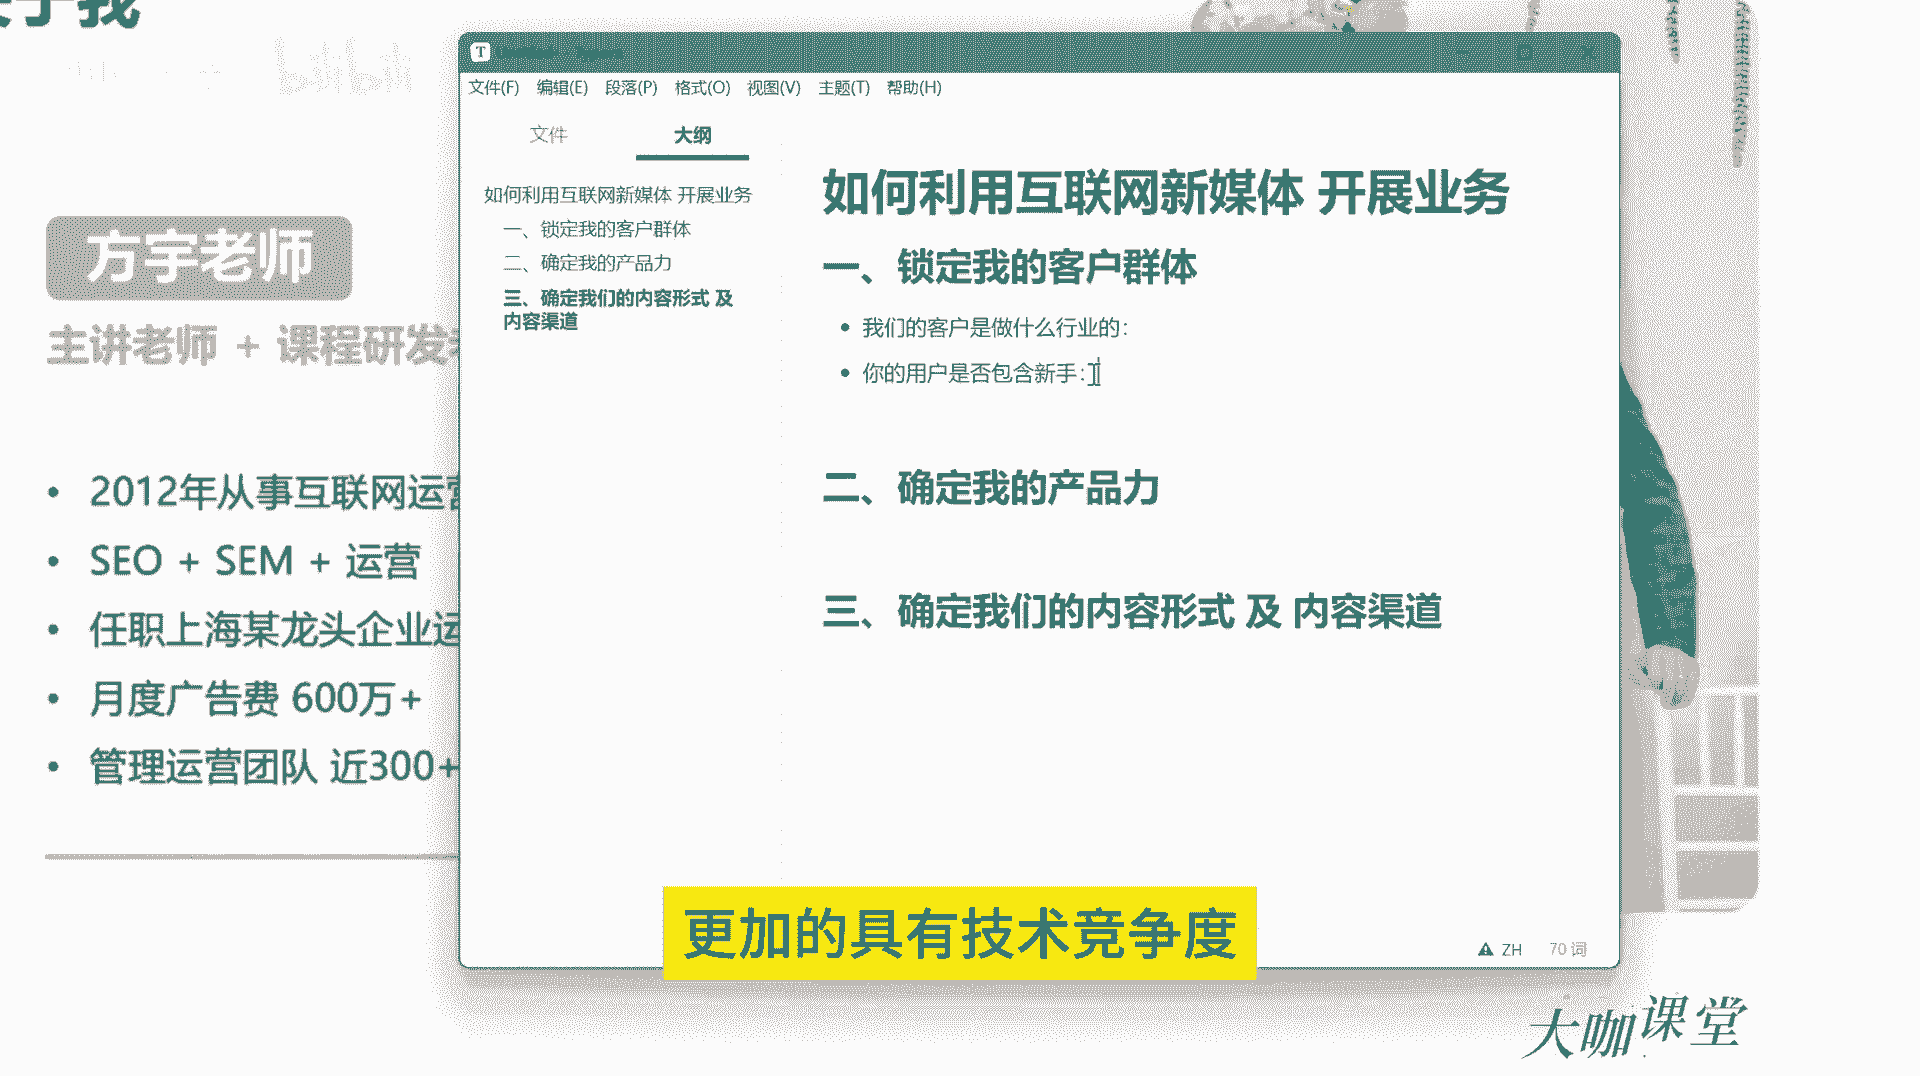 bilibili
方宇老师
主讲老师 + 课程研发
2012年从事互联网运营
SEO + SEM + 运营
任职上海某龙头企业运
月度广告费 600万+
管理运营团队 近300+
T
文件(F) 编辑(E) 段落(P) 格式(O) 视图(V) 主题(T) 帮助(H)
文件 大纲
如何利用互联网新媒体 开展业务
一、锁定我的客户群体
二、确定我的产品力
三、确定我们的内容形式 及
内容渠道
如何利用互联网新媒体 开展业务
一、锁定我的客户群体
我们的客户是做什么行业的：
你的用户是否包含新手：
二、确定我的产品力
三、确定我们的内容形式 及 内容渠道
ZH 70 词
更加的具有技术竞争度
大咖课堂